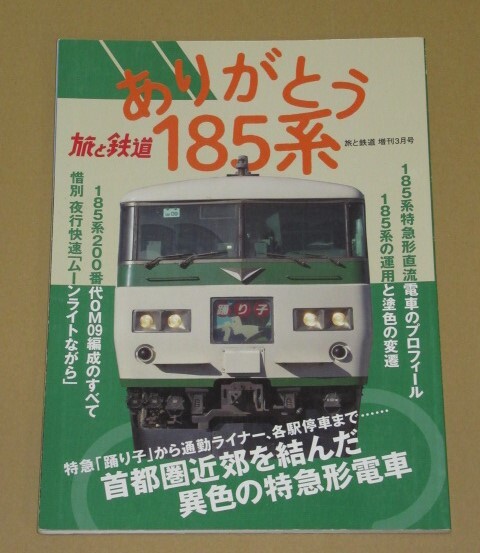 ありがとう
185系
旅と鉄道
旅と鉄道 増刊3月号
185系特急形直流電車のプロフィール
185系の運用と塗色の変遷
185系200番代OM09編成のすべて
惜別 夜行快速「ムーンライトながら」
踊り子
特急「踊り子」から通勤ライナー、各駅停車まで……
首都圏近郊を結んだ
異色の特急形電車